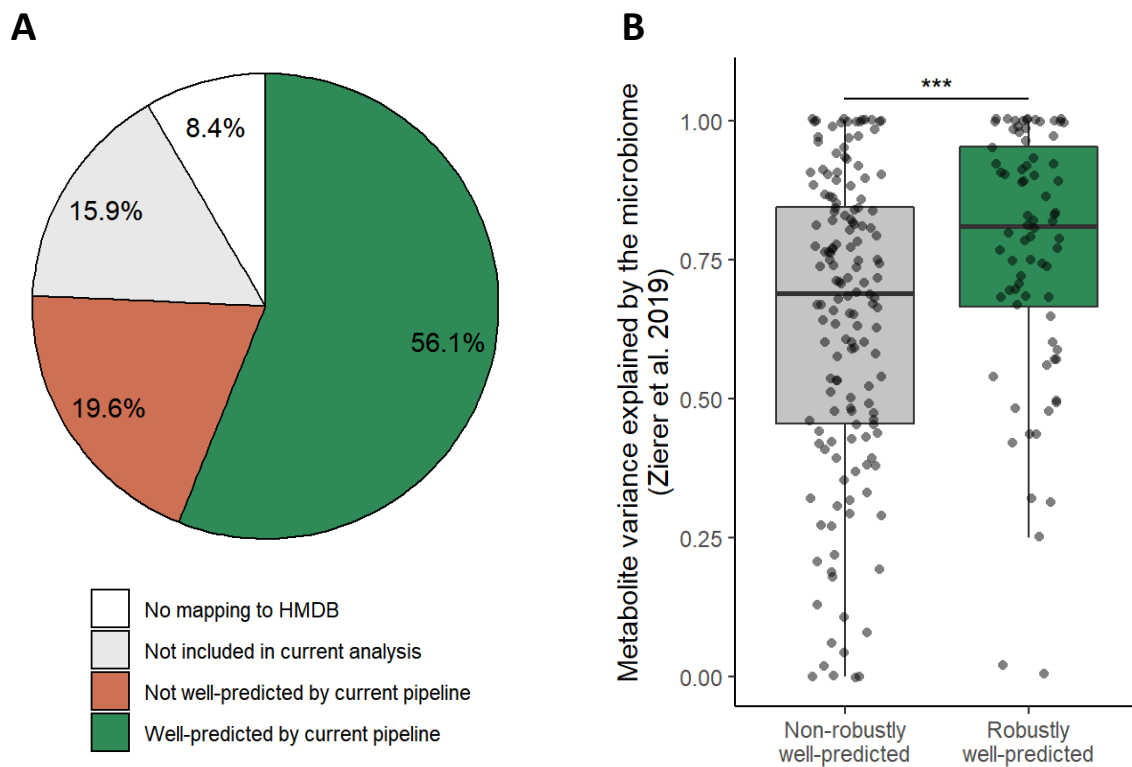 A
8.4%
15.9%
56.1%
19.6%
No mapping to HMDB
Not included in current analysis
Not well-predicted by current pipeline
Well-predicted by current pipeline
B
***
Metabolite variance explained by the microbiome
(Zierer et al. 2019)
1.00
0.75
0.50
0.25
0.00
Non-robustly
well-predicted
Robustly
well-predicted